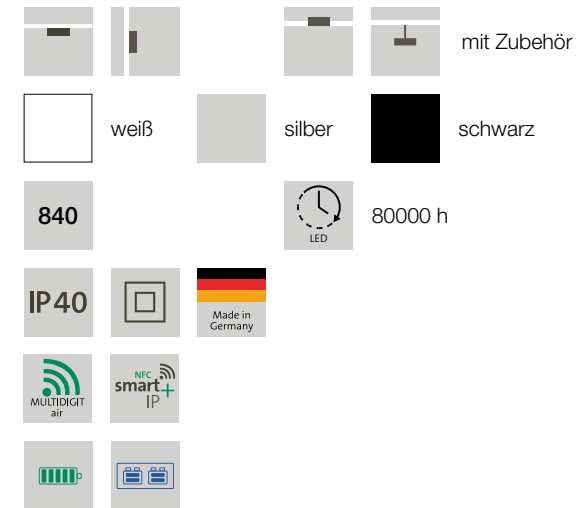 mit Zubehör
weiß
silber
schwarz
840
LED
80000 h
IP40
Made in
Germany
MULTIDIGIT
air
NFC
smart+
IP